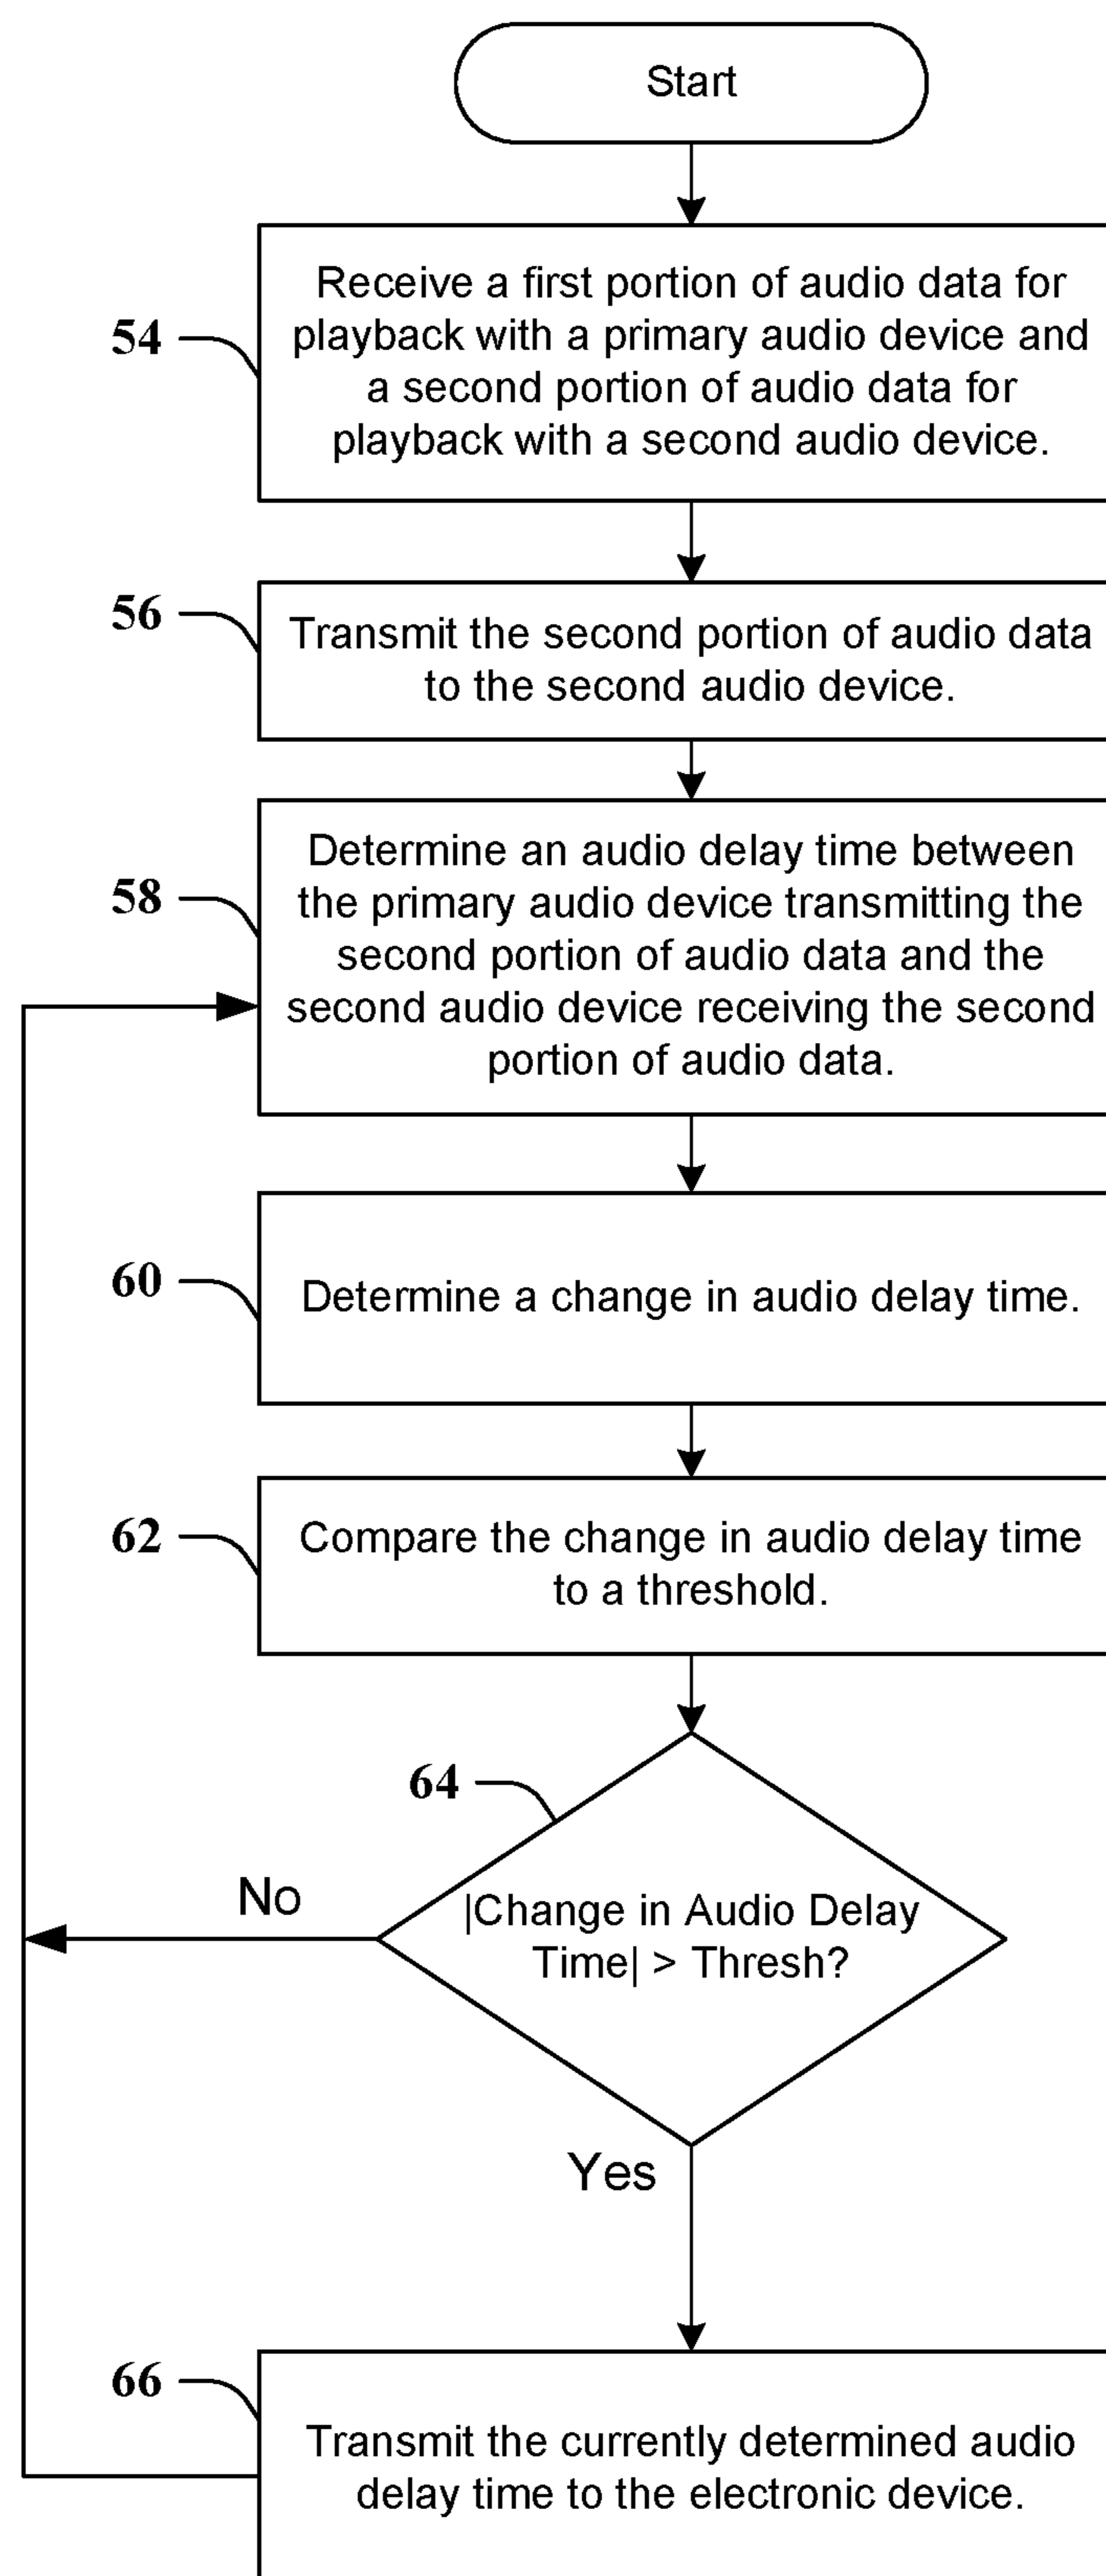 Start
54
Receive a first portion of audio data for
playback with a primary audio device and
a second portion of audio data for
playback with a second audio device.
56
Transmit the second portion of audio data
to the second audio device.
58
Determine an audio delay time between
the primary audio device transmitting the
second portion of audio data and the
second audio device receiving the second
portion of audio data.
60
Determine a change in audio delay time.
62
Compare the change in audio delay time
to a threshold.
64
|Change in Audio Delay
Time| > Thresh?
No
Yes
66
Transmit the currently determined audio
delay time to the electronic device.